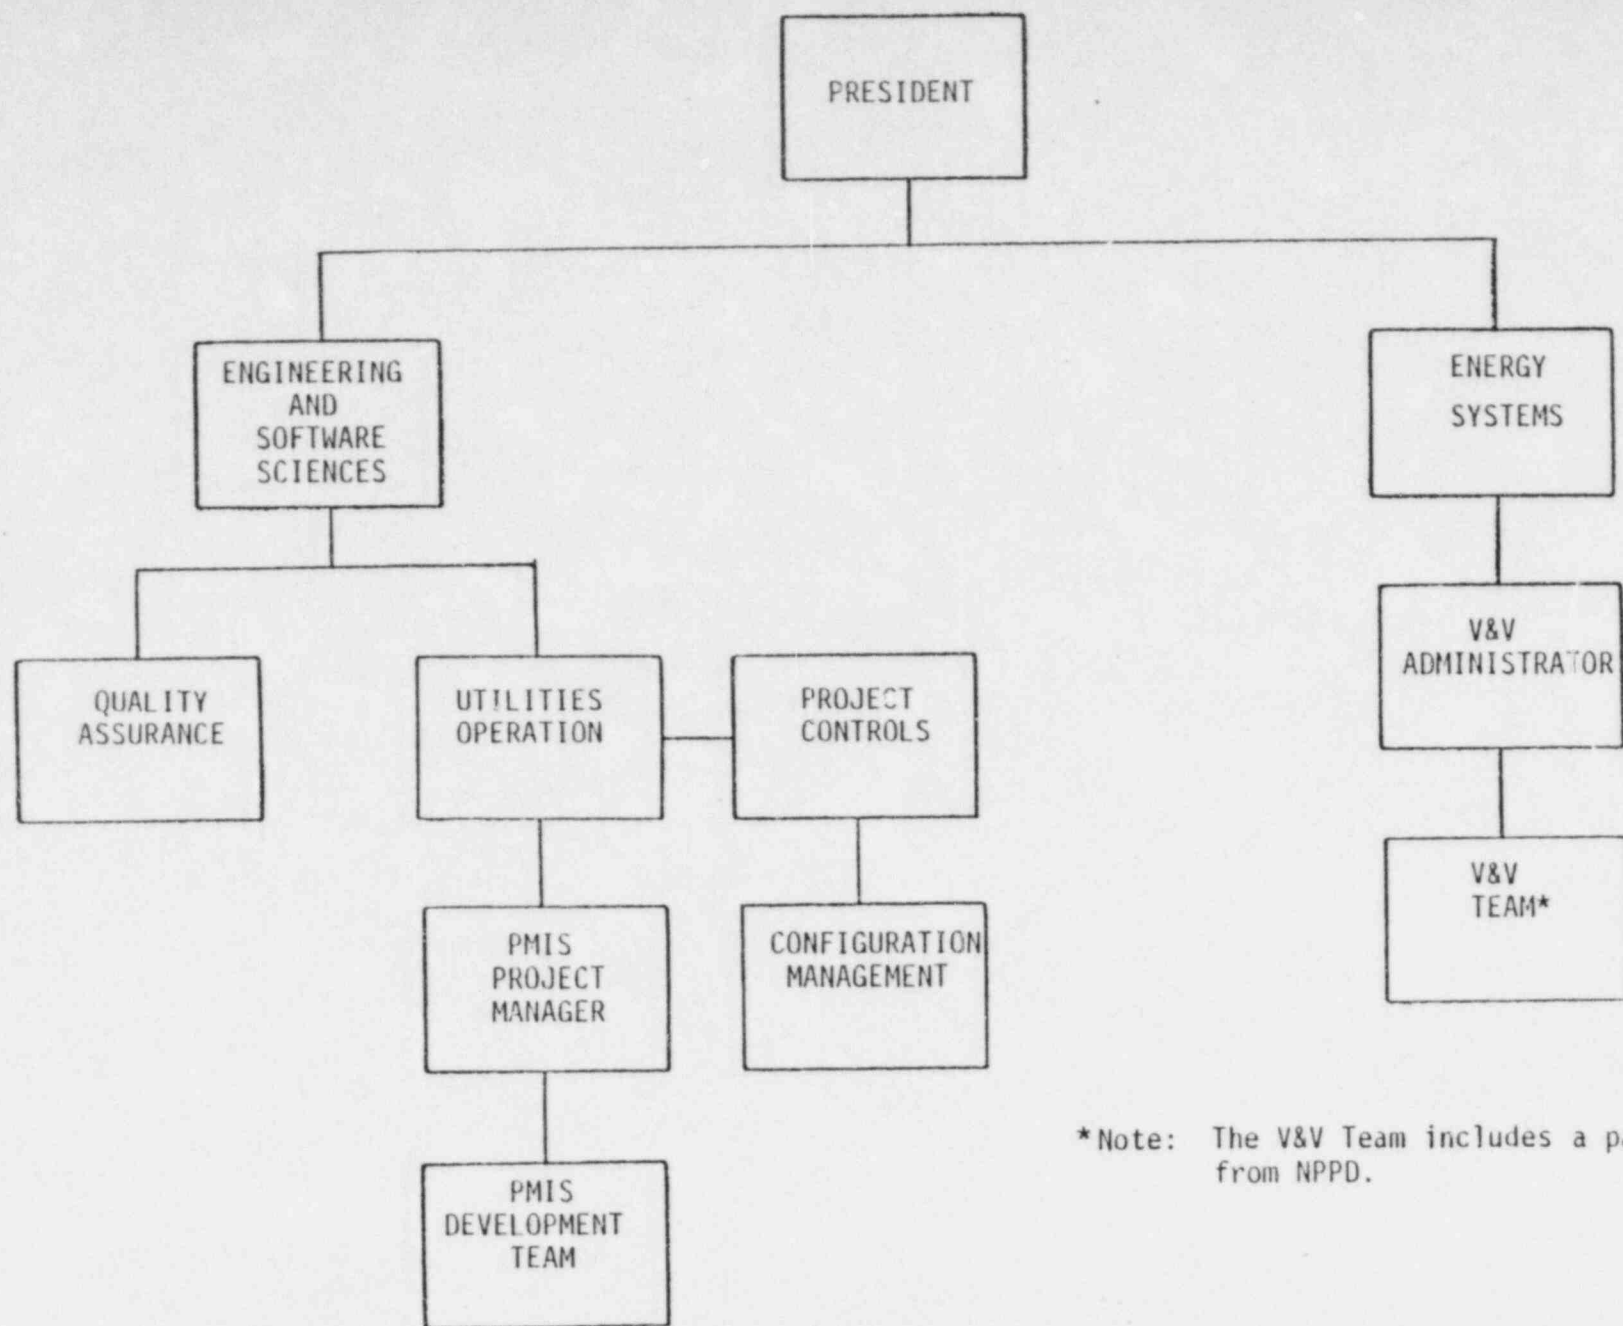 PRESIDENT
ENGINEERING
AND
SOFTWARE
SCIENCES
ENERGY
SYSTEMS
QUALITY
ASSURANCE
UTILITIES
OPERATION
PROJECT
CONTROLS
V&V
ADMINISTRATOR
PMIS
PROJECT
MANAGER
CONFIGURATION
MANAGEMENT
V&V
TEAM*
PMIS
DEVELOPMENT
TEAM
*Note: The V&V Team includes a
from NPPD.